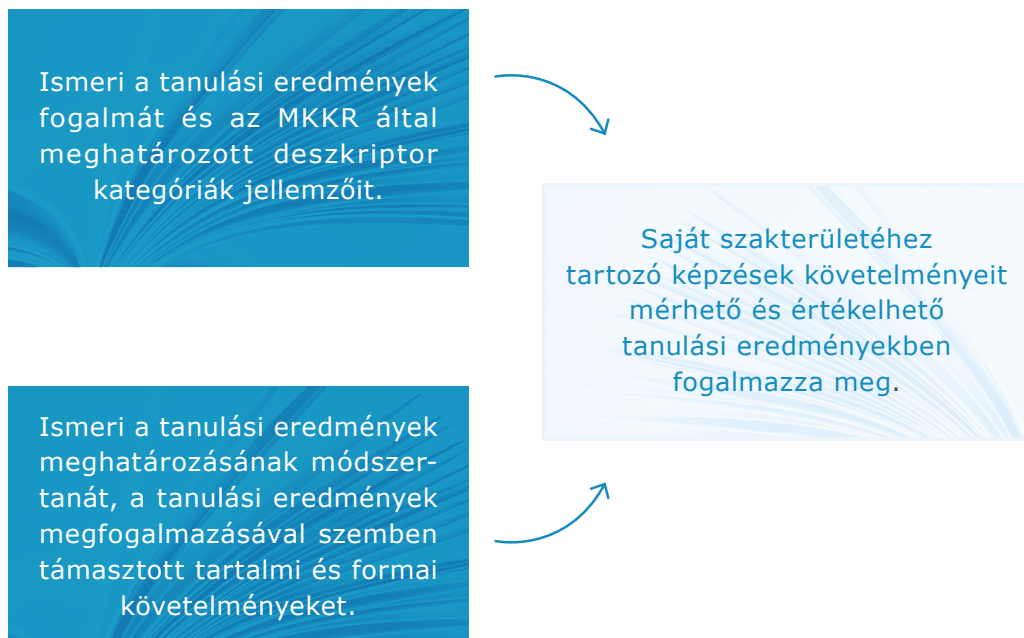 Ismeri a tanulási eredmények
fogalmát és az MKKR által
meghatározott deszkriptor
kategóriák jellemzőit.
Saját szakterületéhez
tartozó képzések követelményeit
mérhető és értékelhető
tanulási eredményekben
fogalmazza meg.
Ismeri a tanulási eredmények
meghatározásának módszer-
tanát, a tanulási eredmények
megfogalmazásával szemben
támasztott tartalmi és formai
követelményeket.